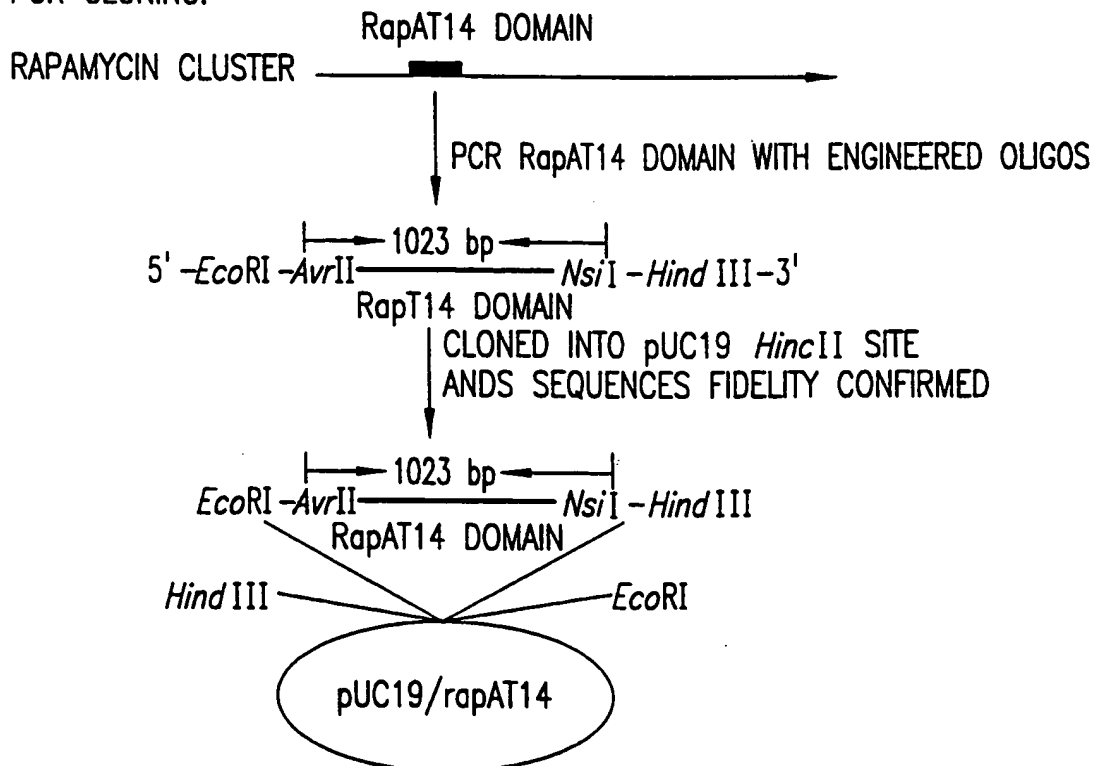 RapAT14 DOMAIN
RAPAMYCIN CLUSTER
PCR RapAT14 DOMAIN WITH ENGINEERED OLIGOS
1023 bp
5' -EcoRI -AvrII NsiI -Hind III-3'
RapT14 DOMAIN
CLONED INTO pUC19 HincII SITE
ANDS SEQUENCES FIDELITY CONFIRMED
1023 bp
EcoRI -AvrII NsiI -Hind III
RapAT14 DOMAIN
Hind III EcoRI
pUC19/rapAT14